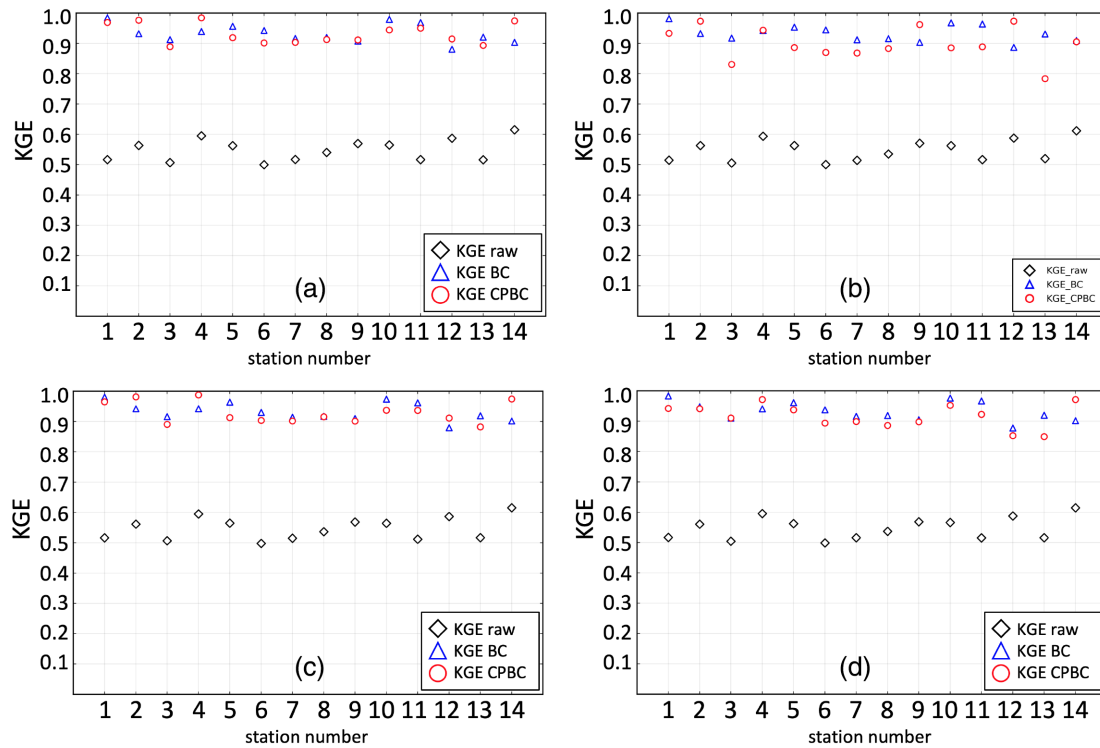 1.0
0.9
0.8
0.7
0.6
0.5
0.4
0.3
0.2
0.1
KGE
KGE raw
KGE BC
KGE CPBC
(a)
1 2 3 4 5 6 7 8 9 10 11 12 13 14
station number
1.0
0.9
0.8
0.7
0.6
0.5
0.4
0.3
0.2
0.1
KGE
KGE_raw
KGE_BC
KGE_CPBC
(b)
1 2 3 4 5 6 7 8 9 10 11 12 13 14
station number
1.0
0.9
0.8
0.7
0.6
0.5
0.4
0.3
0.2
0.1
KGE
KGE raw
KGE BC
KGE CPBC
(c)
1 2 3 4 5 6 7 8 9 10 11 12 13 14
station number
1.0
0.9
0.8
0.7
0.6
0.5
0.4
0.3
0.2
0.1
KGE
KGE raw
KGE BC
KGE CPBC
(d)
1 2 3 4 5 6 7 8 9 10 11 12 13 14
station number